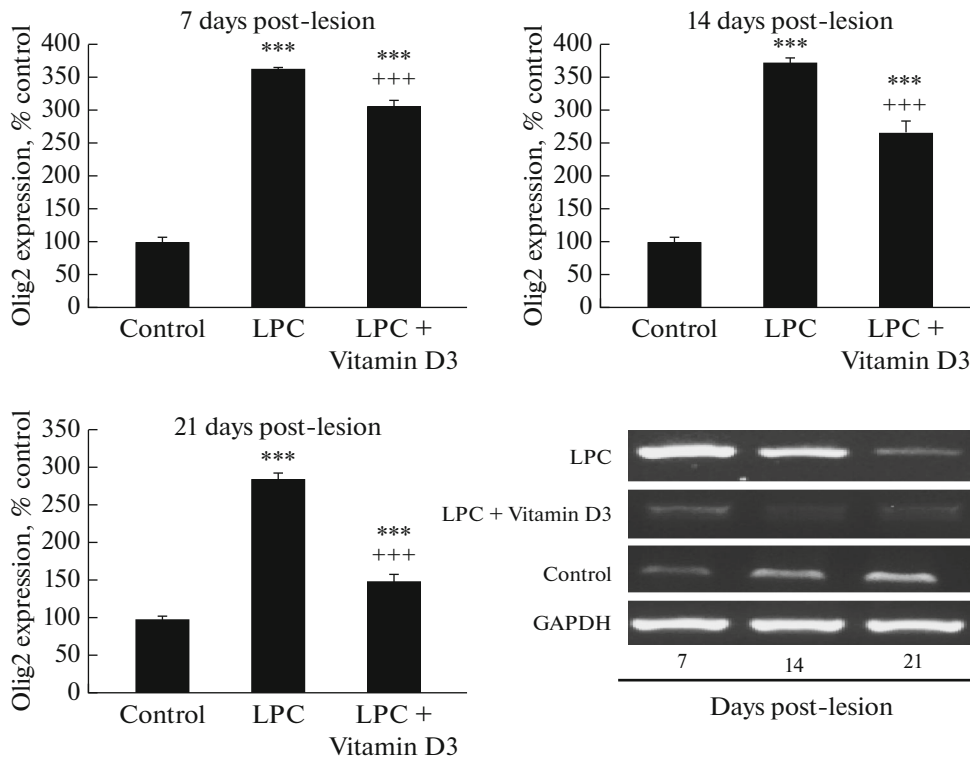 7 days post-lesion
Olig2 expression, % control
400
350
300
250
200
150
100
50
0
***
***
+++
Control
LPC
LPC +
Vitamin D3
14 days post-lesion
Olig2 expression, % control
400
350
300
250
200
150
100
50
0
***
***
+++
Control
LPC
LPC +
Vitamin D3
21 days post-lesion
Olig2 expression, % control
350
300
250
200
150
100
50
0
***
***
+++
Control
LPC
LPC +
Vitamin D3
LPC
LPC + Vitamin D3
Control
GAPDH
7 14 21
Days post-lesion